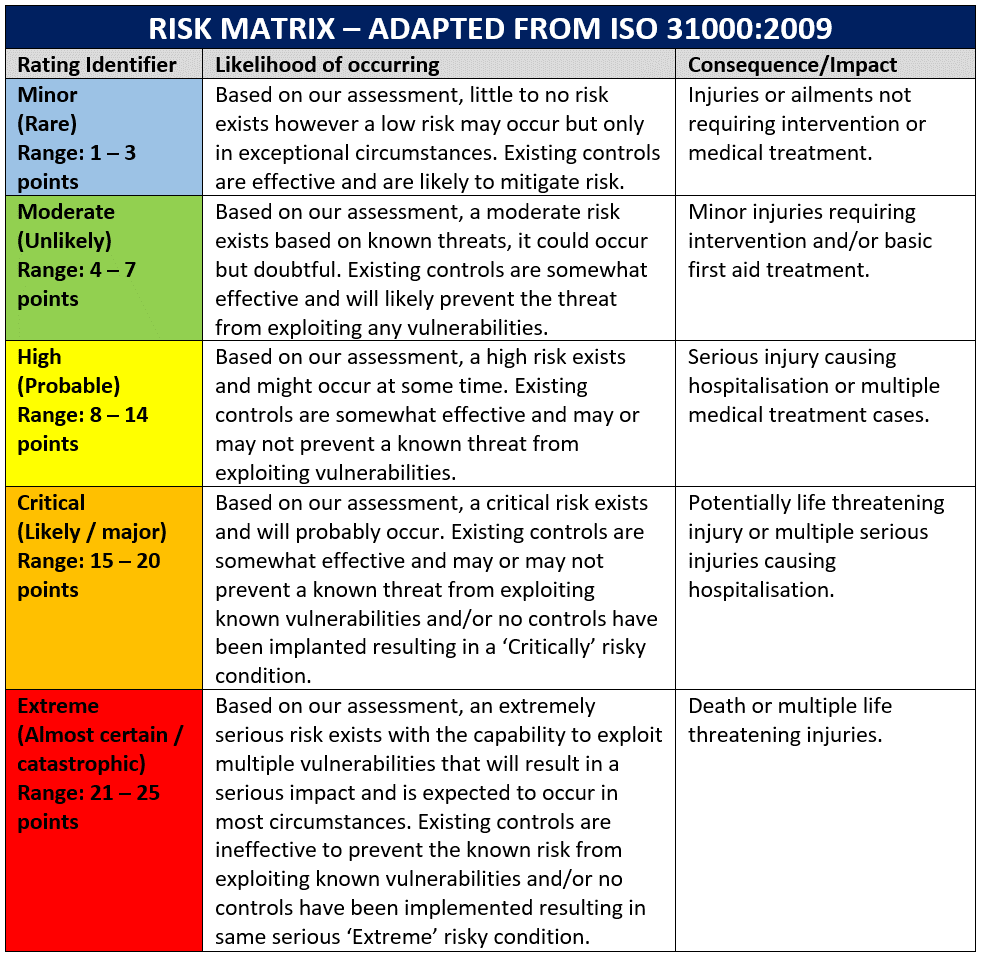 RISK MATRIX – ADAPTED FROM ISO 31000:2009
Rating Identifier
Likelihood of occurring
Consequence/Impact
Minor
(Rare)
Range: 1 – 3
points
Based on our assessment, little to no risk
exists however a low risk may occur but only
in exceptional circumstances. Existing controls
are effective and are likely to mitigate risk.
Injuries or ailments not
requiring intervention or
medical treatment.
Moderate
(Unlikely)
Range: 4 – 7
points
Based on our assessment, a moderate risk
exists based on known threats, it could occur
but doubtful. Existing controls are somewhat
effective and will likely prevent the threat
from exploiting any vulnerabilities.
Minor injuries requiring
intervention and/or basic
first aid treatment.
High
(Probable)
Range: 8 – 14
points
Based on our assessment, a high risk exists
and might occur at some time. Existing
controls are somewhat effective and may or
may not prevent a known threat from
exploiting vulnerabilities.
Serious injury causing
hospitalisation or multiple
medical treatment cases.
Critical
(Likely / major)
Range: 15 – 20
points
Based on our assessment, a critical risk exists
and will probably occur. Existing controls are
somewhat effective and may or may not
prevent a known threat from exploiting
known vulnerabilities and/or no controls have
been implanted resulting in a ‘Critically’ risky
condition.
Potentially life threatening
injury or multiple serious
injuries causing
hospitalisation.
Extreme
(Almost certain /
catastrophic)
Range: 21 – 25
points
Based on our assessment, an extremely
serious risk exists with the capability to exploit
multiple vulnerabilities that will result in a
serious impact and is expected to occur in
most circumstances. Existing controls are
ineffective to prevent the known risk from
exploiting known vulnerabilities and/or no
controls have been implemented resulting in
same serious ‘Extreme’ risky condition.
Death or multiple life
threatening injuries.